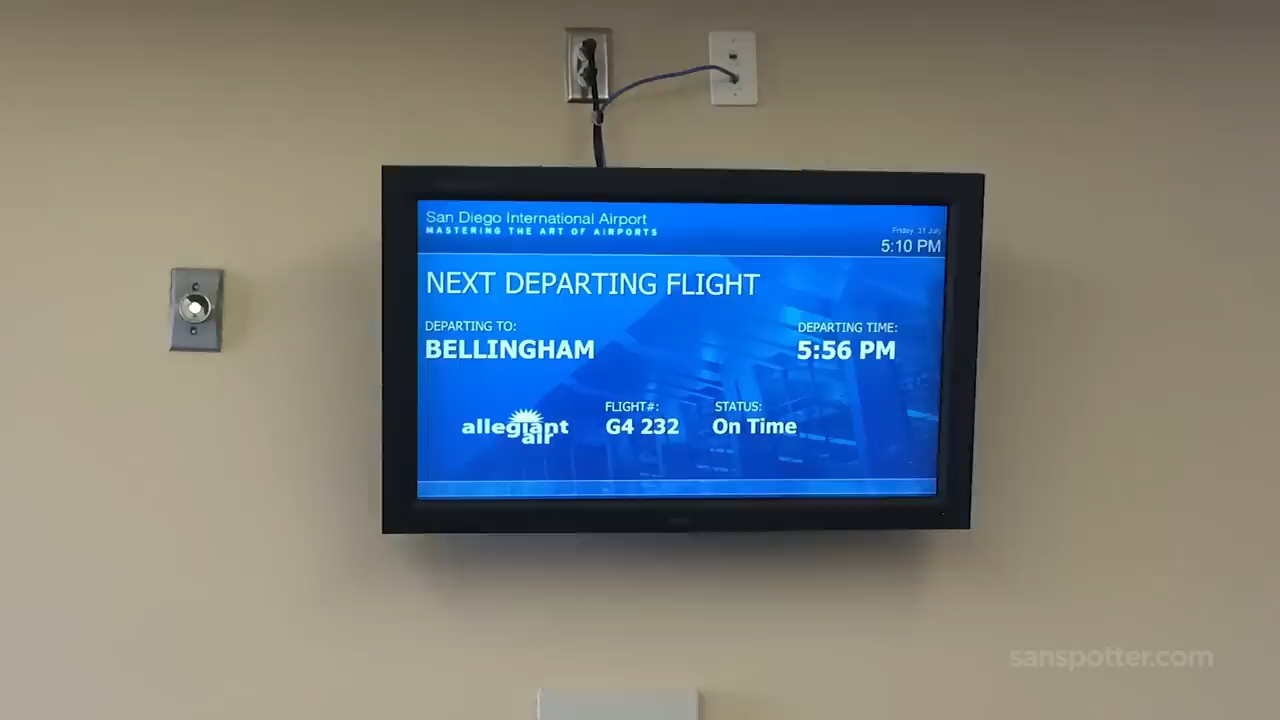 San Diego International Airport
MASTERING THE ART OF AIRPORTS
Friday 31 July
5:10 PM
NEXT DEPARTING FLIGHT
DEPARTING TO:
DEPARTING TIME:
BELLINGHAM
5:56 PM
FLIGHT#:
STATUS:
allegiant air
G4 232
On Time
sanspotter.com